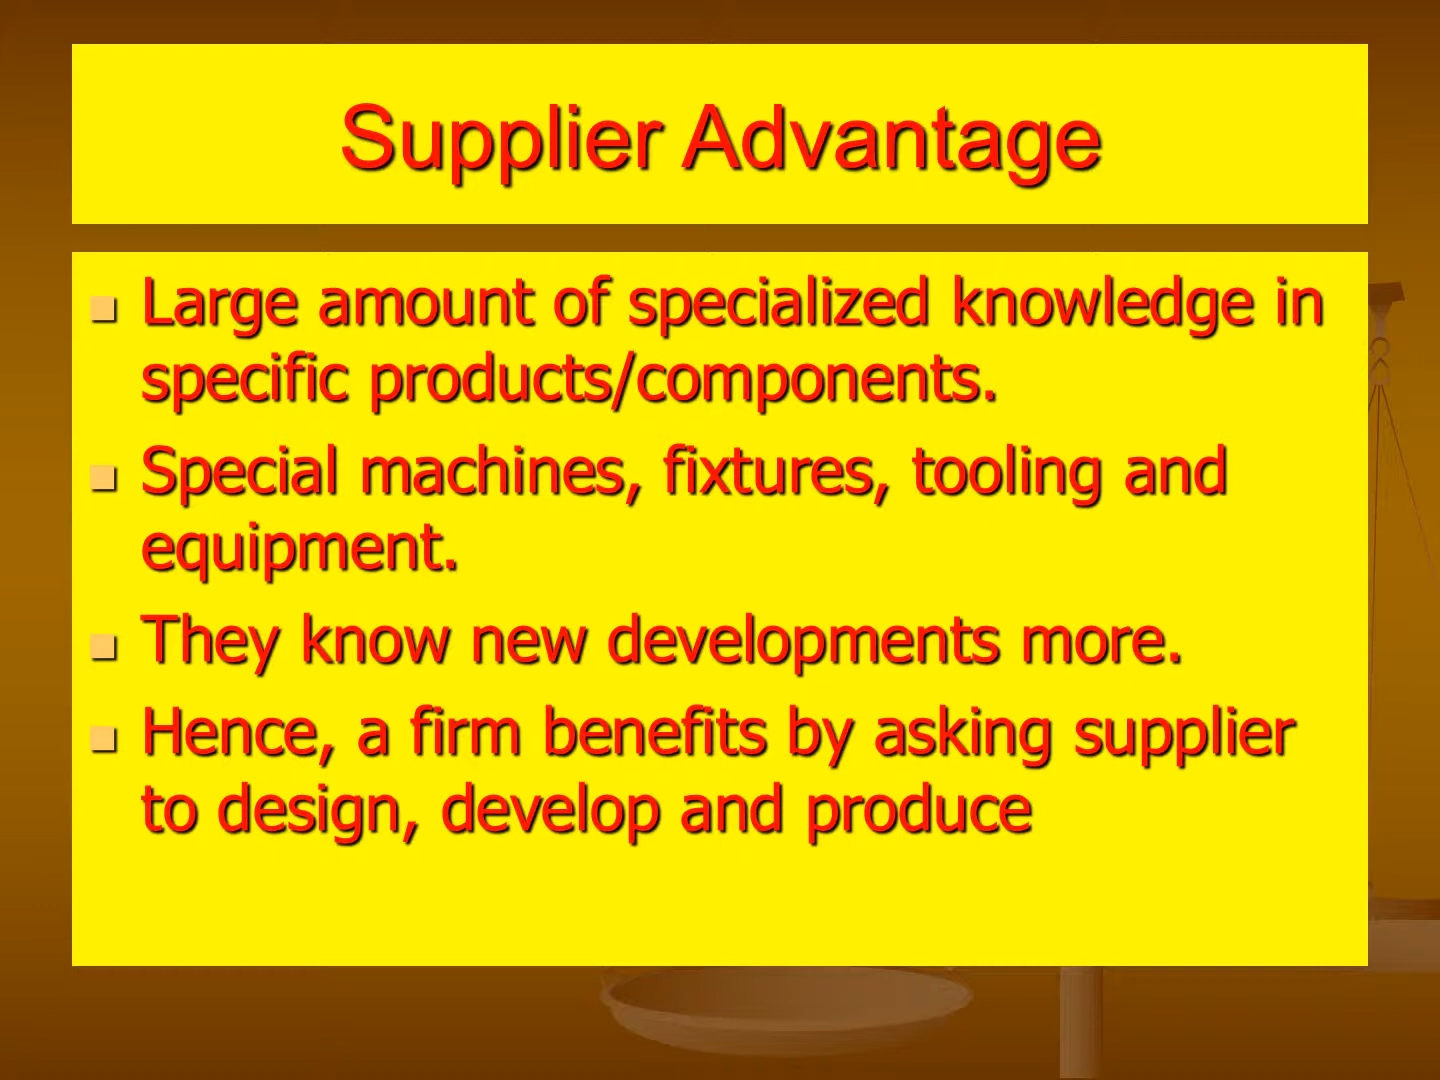 Supplier Advantage
Large amount of specialized knowledge in
specific products/components.
Special machines, fixtures, tooling and
equipment.
They know new developments more.
Hence, a firm benefits by asking supplier
to design, develop and produce